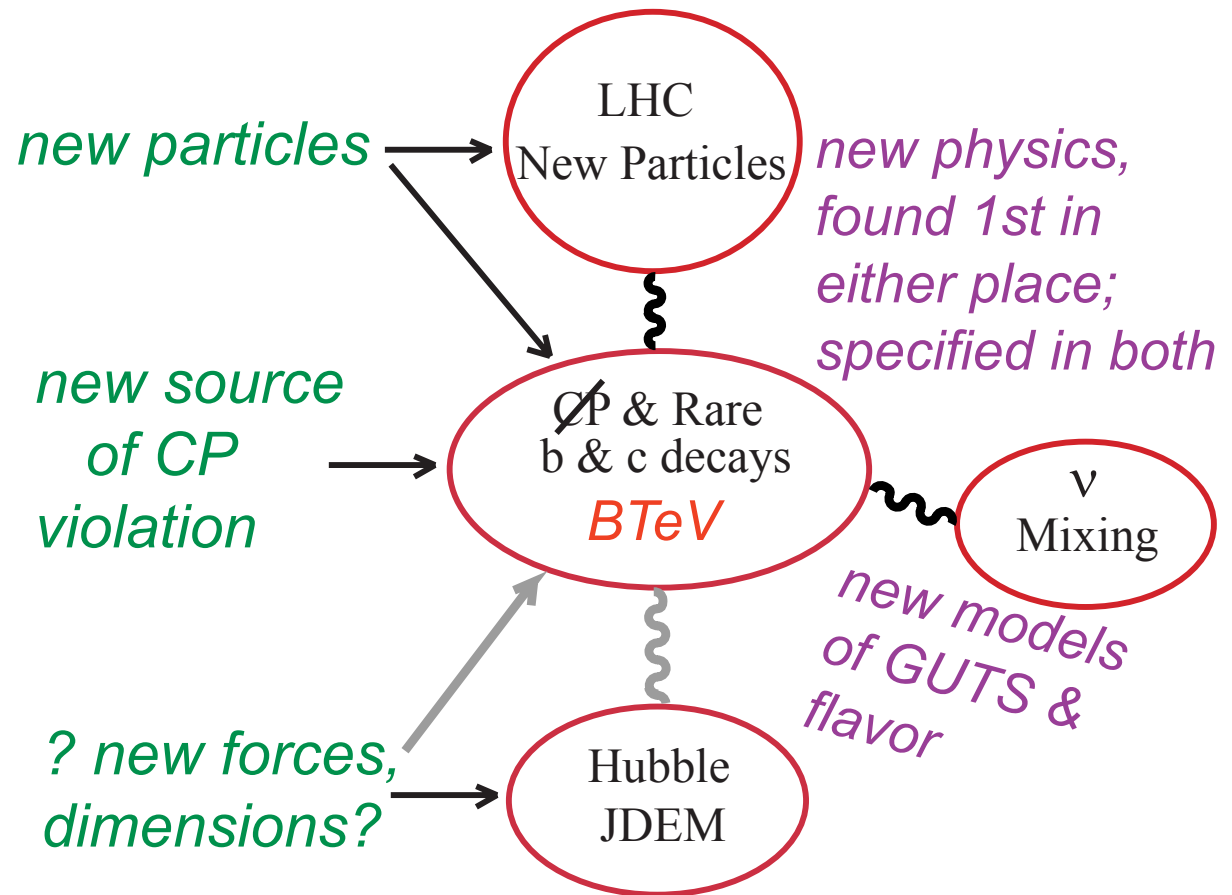 LHC
New Particles
new particles
new physics,
found 1st in
either place;
specified in both
new source
of CP
violation
CP & Rare
b & c decays
BTeV
ν
Mixing
new models
of GUTS &
flavor
? new forces,
dimensions?
Hubble
JDEM